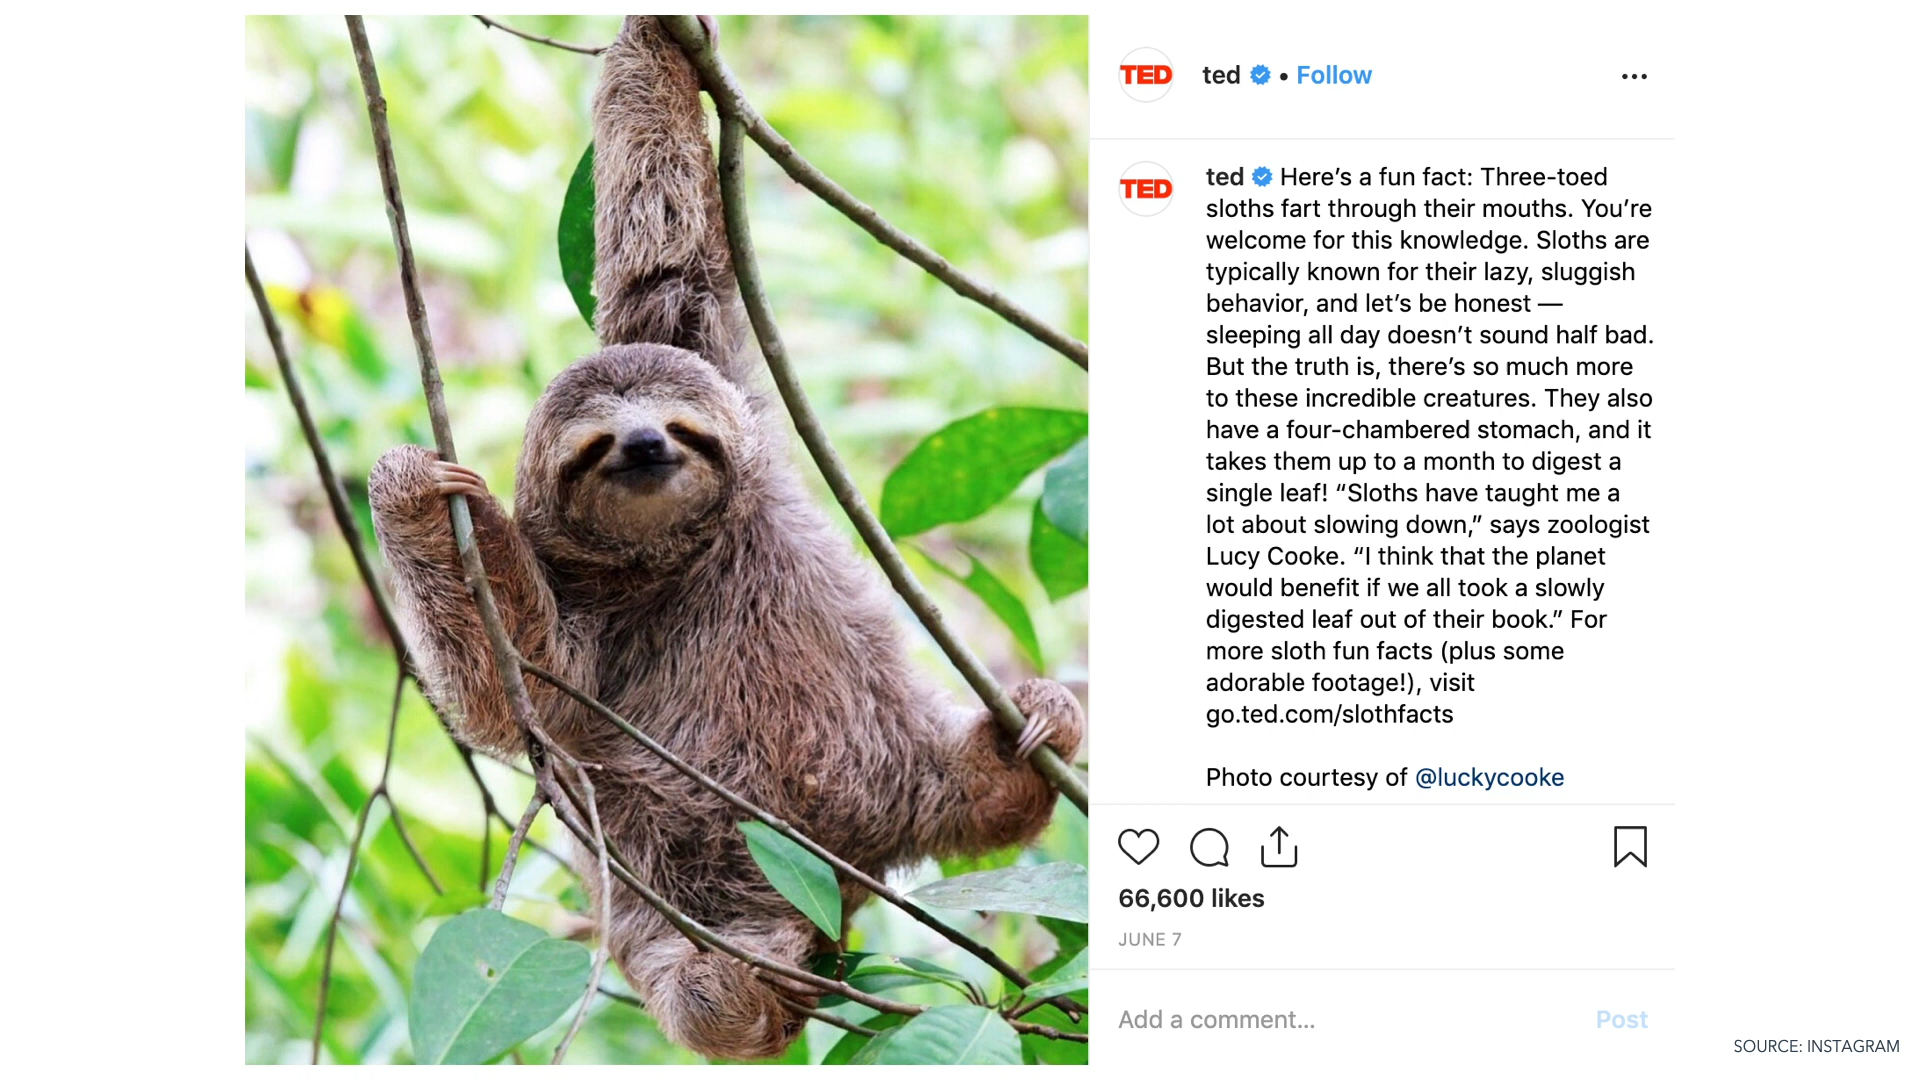 TED
ted • Follow
TED
ted Here’s a fun fact: Three-toed
sloths fart through their mouths. You’re
welcome for this knowledge. Sloths are
typically known for their lazy, sluggish
behavior, and let’s be honest —
sleeping all day doesn’t sound half bad.
But the truth is, there’s so much more
to these incredible creatures. They also
have a four-chambered stomach, and it
takes them up to a month to digest a
single leaf! “Sloths have taught me a
lot about slowing down,” says zoologist
Lucy Cooke. “I think that the planet
would benefit if we all took a slowly
digested leaf out of their book.” For
more sloth fun facts (plus some
adorable footage!), visit
go.ted.com/slothfacts
Photo courtesy of @luckycooke
66,600 likes
JUNE 7
Add a comment...
Post
SOURCE: INSTAGRAM